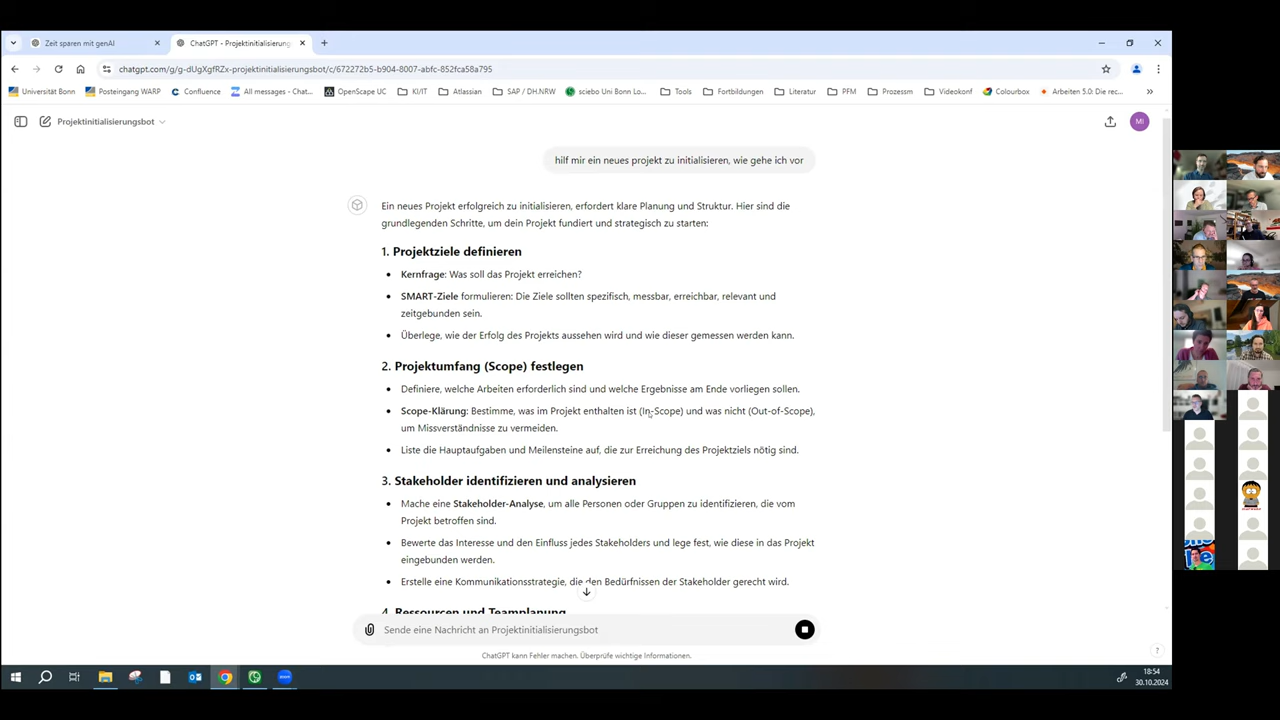 Zeit sparen mit genAI
ChatGPT - Projektinitialisierung
chatgpt.com/g/g-dUgXgfRZx-projektinitialisierungsbot/c/672272b5-b904-8007-abfc-852fca58a795
Universität Bonn
Posteingang WARP
Confluence
All messages - Chat...
OpenScape UC
KI/IT
Atlassian
SAP / DH.NRW
sciebo Uni Bonn Lo...
Tools
Fortbildungen
Literatur
PFM
Prozessm
Videokonf
Colourbox
Arbeiten 5.0: Die rec...
Projektinitialisierungsbot
MI
hilf mir ein neues projekt zu initialisieren, wie gehe ich vor
Ein neues Projekt erfolgreich zu initialisieren, erfordert klare Planung und Struktur. Hier sind die
grundlegenden Schritte, um dein Projekt fundiert und strategisch zu starten:
1. Projektziele definieren
Kernfrage: Was soll das Projekt erreichen?
SMART-Ziele formulieren: Die Ziele sollten spezifisch, messbar, erreichbar, relevant und
zeitgebunden sein.
Überlege, wie der Erfolg des Projekts aussehen wird und wie dieser gemessen werden kann.
2. Projektumfang (Scope) festlegen
Definiere, welche Arbeiten erforderlich sind und welche Ergebnisse am Ende vorliegen sollen.
Scope-Klärung: Bestimme, was im Projekt enthalten ist (In-Scope) und was nicht (Out-of-Scope),
um Missverständnisse zu vermeiden.
Liste die Hauptaufgaben und Meilensteine auf, die zur Erreichung des Projektziels nötig sind.
3. Stakeholder identifizieren und analysieren
Mache eine Stakeholder-Analyse, um alle Personen oder Gruppen zu identifizieren, die vom
Projekt betroffen sind.
Bewerte das Interesse und den Einfluss jedes Stakeholders und lege fest, wie diese in das Projekt
eingebunden werden.
Erstelle eine Kommunikationsstrategie, die den Bedürfnissen der Stakeholder gerecht wird.
4. Ressourcen und Teamplanung
Sende eine Nachricht an Projektinitialisierungsbot
ChatGPT kann Fehler machen. Überprüfe wichtige Informationen.
?
18:54
30.10.2024